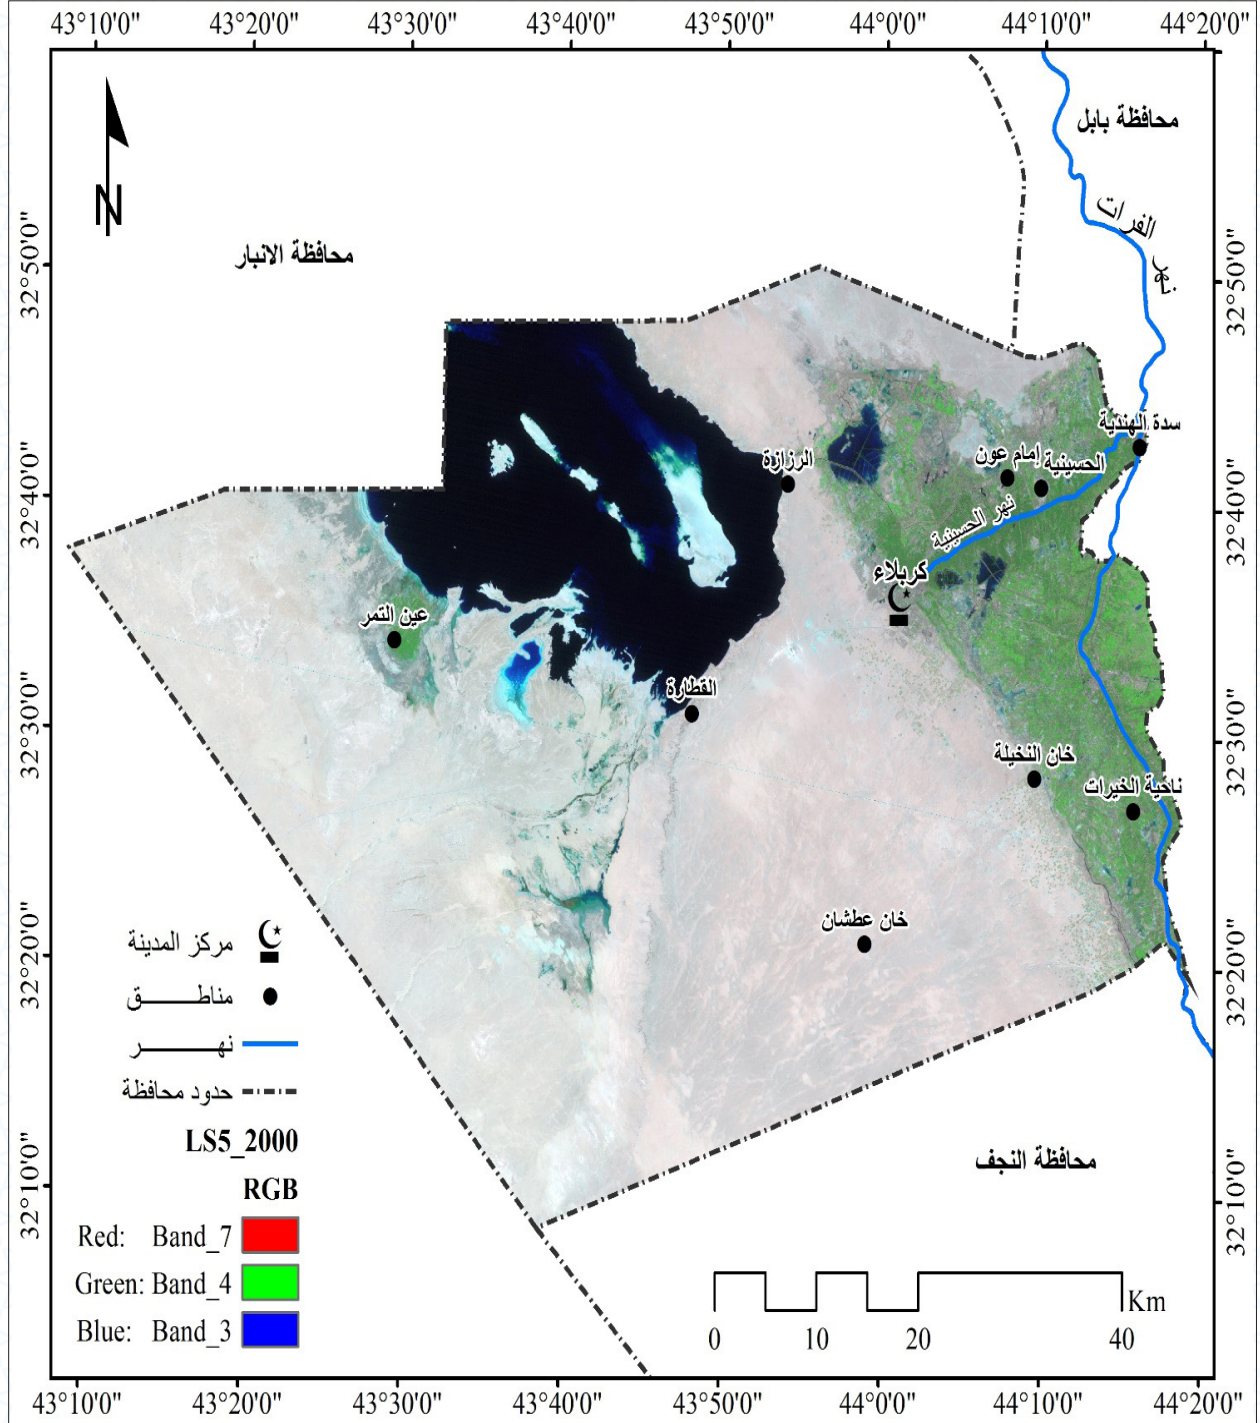 43°10'0" 43°20'0" 43°30'0" 43°40'0" 43°50'0" 44°0'0" 44°10'0" 44°20'0"
محافظة بابل
نهر الفرات
محافظة الانبار
32°50'0" 32°50'0"
سدة الهندية
الرزازة
إمام عون
الحسينية
32°40'0" 32°40'0"
نهر الحسينية
كربلاء
عين التمر
القطارة
32°30'0" 32°30'0"
خان النخيلة
ناحية الخيرات
خان عطشان
32°20'0" 32°20'0"
مركز المدينة
مناطــــــــق
نهــــــــــر
حدود محافظة
LS5_2000
RGB
محافظة النجف
32°10'0" 32°10'0"
Red: Band_7
Green: Band_4
Blue: Band_3
Km
0 10 20 40
43°10'0" 43°20'0" 43°30'0" 43°40'0" 43°50'0" 44°0'0" 44°10'0" 44°20'0"
N